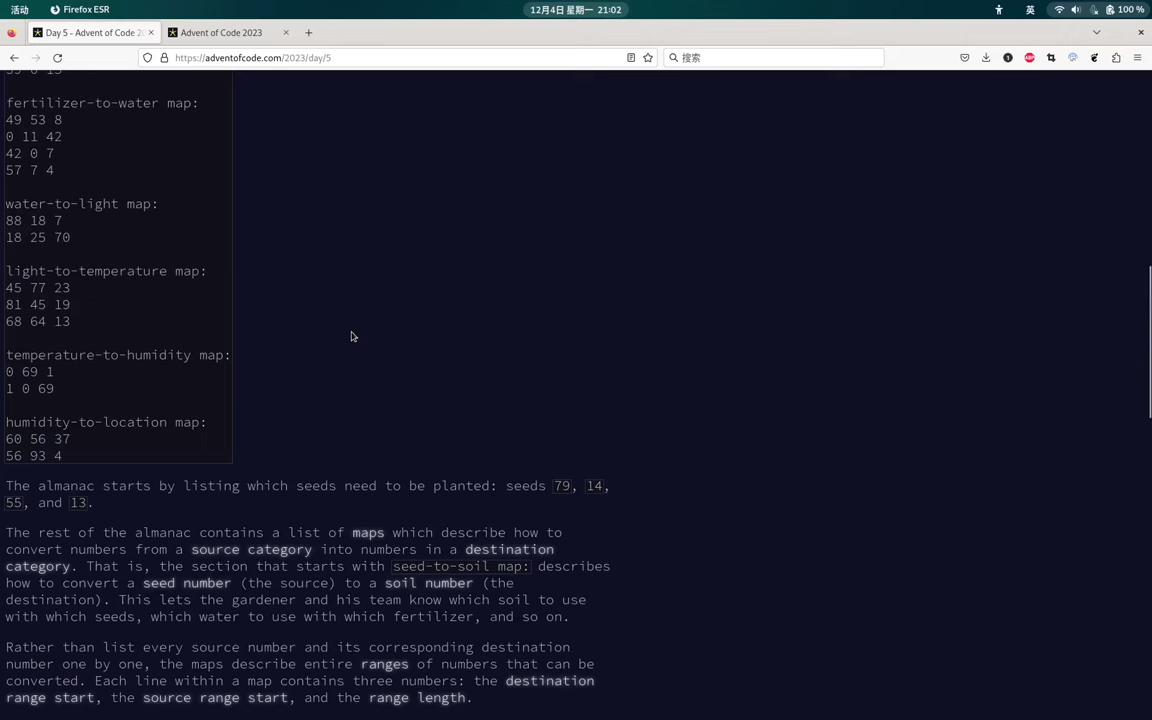 活动 Firefox ESR 12月4日 星期一 21:02 英 100 %
Day 5 - Advent of Code 2 Advent of Code 2023
https://adventofcode.com/2023/day/5 搜索
39 0 15
fertilizer-to-water map:
49 53 8
0 11 42
42 0 7
57 7 4
water-to-light map:
88 18 7
18 25 70
light-to-temperature map:
45 77 23
81 45 19
68 64 13
temperature-to-humidity map:
0 69 1
1 0 69
humidity-to-location map:
60 56 37
56 93 4
The almanac starts by listing which seeds need to be planted: seeds 79, 14,
55, and 13.
The rest of the almanac contains a list of maps which describe how to
convert numbers from a source category into numbers in a destination
category. That is, the section that starts with seed-to-soil map: describes
how to convert a seed number (the source) to a soil number (the
destination). This lets the gardener and his team know which soil to use
with which seeds, which water to use with which fertilizer, and so on.
Rather than list every source number and its corresponding destination
number one by one, the maps describe entire ranges of numbers that can be
converted. Each line within a map contains three numbers: the destination
range start, the source range start, and the range length.